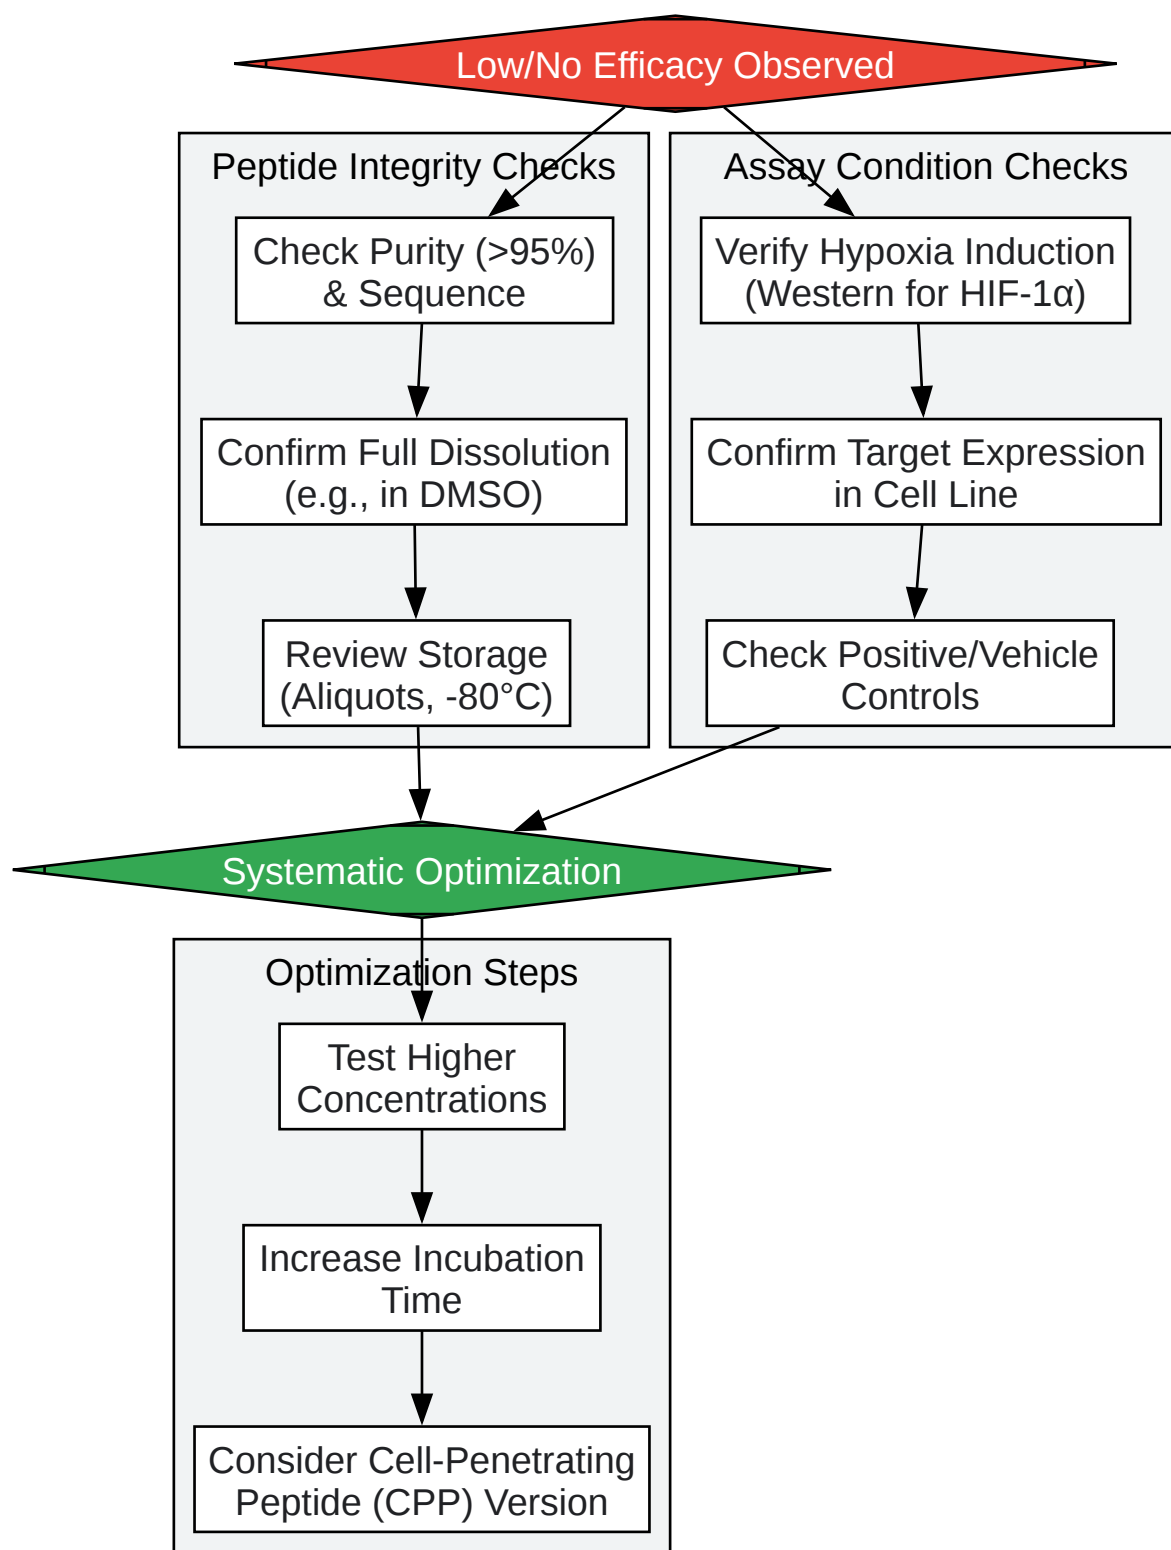 Low/No Efficacy Observed
Peptide Integrity Checks
Check Purity (>95%)
& Sequence
Confirm Full Dissolution
(e.g., in DMSO)
Review Storage
(Aliquots, -80°C)
Assay Condition Checks
Verify Hypoxia Induction
(Western for HIF-1α)
Confirm Target Expression
in Cell Line
Check Positive/Vehicle
Controls
Systematic Optimization
Optimization Steps
Test Higher
Concentrations
Increase Incubation
Time
Consider Cell-Penetrating
Peptide (CPP) Version